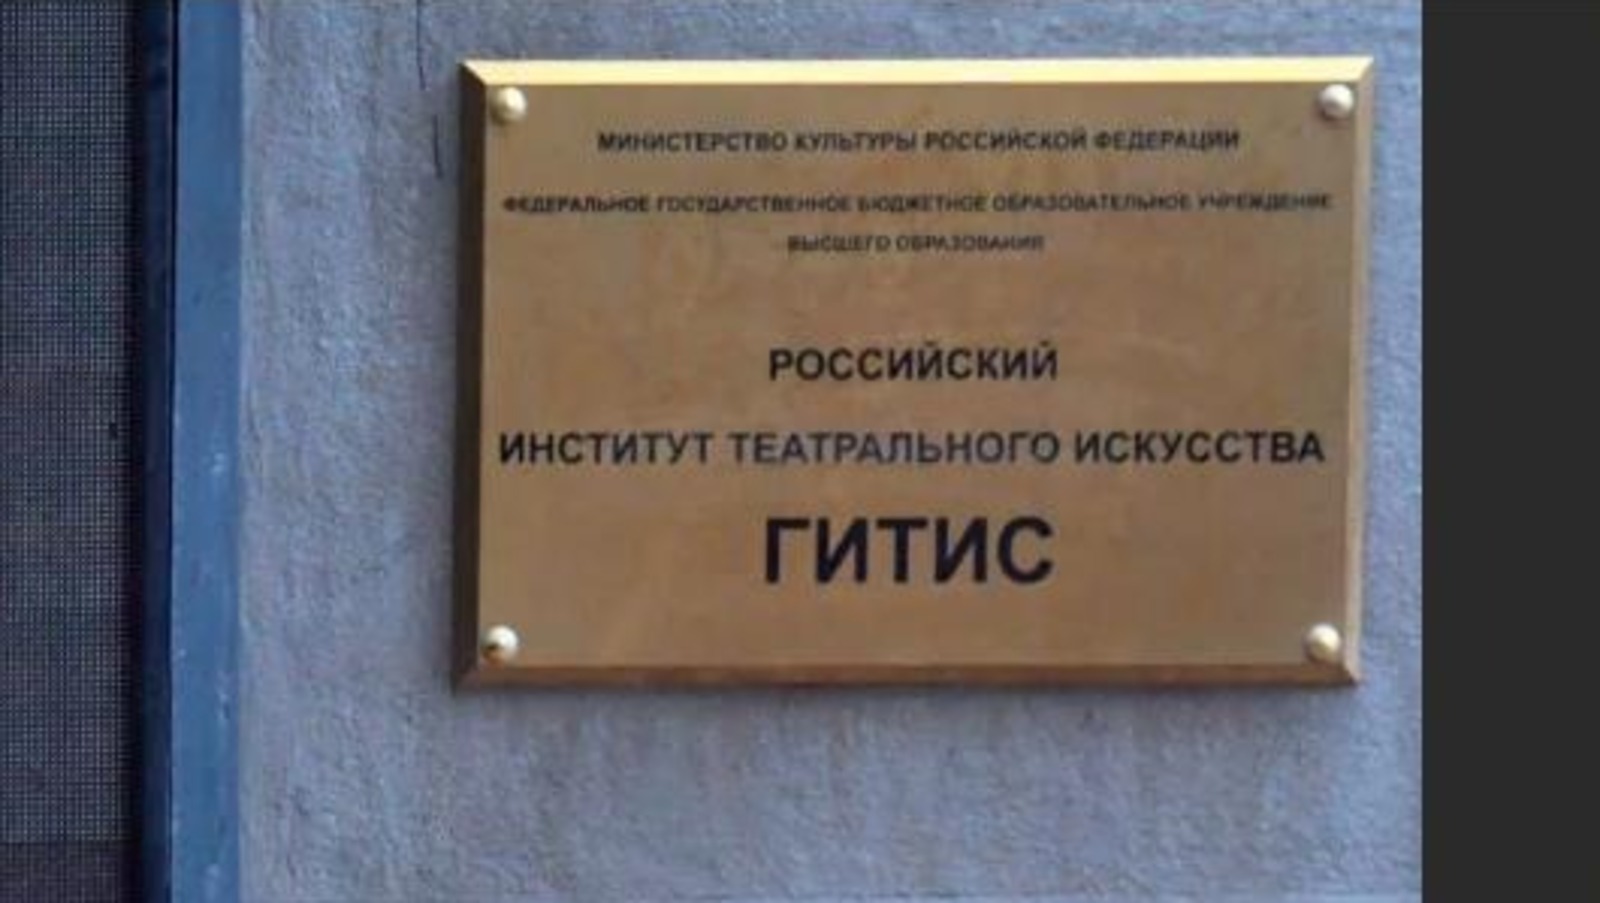 МИНИСТЕРСТВО КУЛЬТУРЫ РОССИЙСКОЙ ФЕДЕРАЦИИ
ФЕДЕРАЛЬНОЕ ГОСУДАРСТВЕННОЕ БЮДЖЕТНОЕ ОБРАЗОВАТЕЛЬНОЕ УЧРЕЖДЕНИЕ
ВЫСШЕГО ОБРАЗОВАНИЯ
РОССИЙСКИЙ
ИНСТИТУТ ТЕАТРАЛЬНОГО ИСКУССТВА
ГИТИС